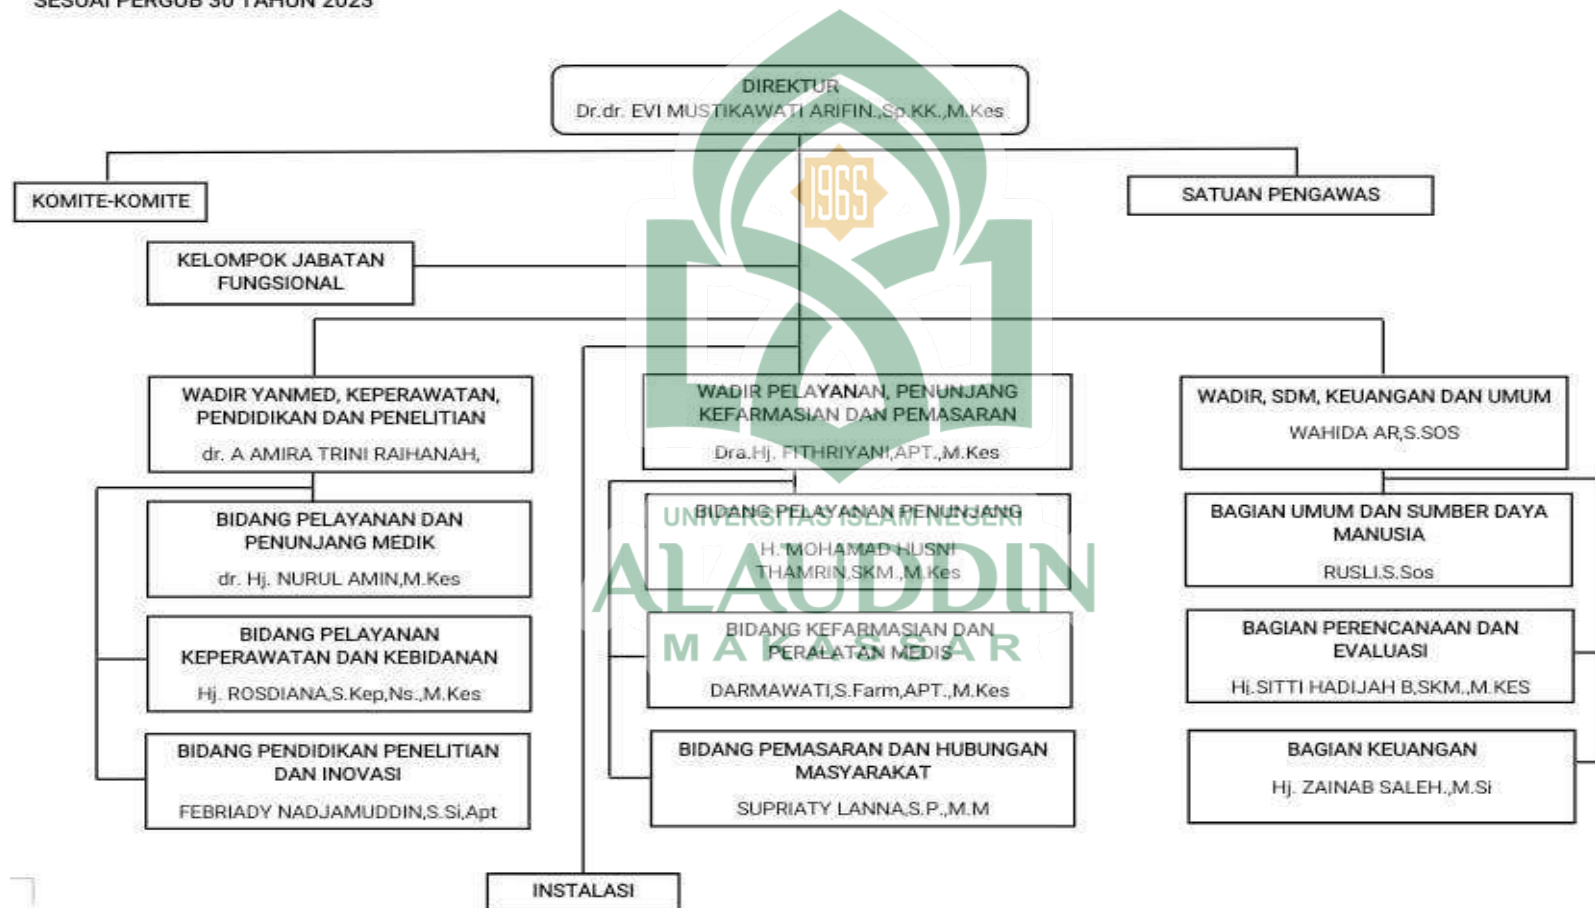 SESUAI PERGUB 30 TAHUN 2023
DIREKTUR
Dr.dr. EVI MUSTIKAWATI ARIFIN.,Sp.KK.,M.Kes
1965
KOMITE-KOMITE
SATUAN PENGAWAS
KELOMPOK JABATAN
FUNGSIONAL
WADIR YANMED, KEPERAWATAN,
PENDIDIKAN DAN PENELITIAN
dr. A AMIRA TRINI RAIHANAH,
WADIR PELAYANAN, PENUNJANG
KEFARMASIAN DAN PEMASARAN
Dra.Hj. FITHRIYANI,APT.,M.Kes
WADIR, SDM, KEUANGAN DAN UMUM
WAHIDA AR,S.SOS
BIDANG PELAYANAN DAN
PENUNJANG MEDIK
dr. Hj. NURUL AMIN,M.Kes
BIDANG PELAYANAN PENUNJANG
H. MOHAMAD HUSNI
THAMRIN,SKM.,M.Kes
BAGIAN UMUM DAN SUMBER DAYA
MANUSIA
RUSLI.S.Sos
UNIVERSITAS ISLAM NEGERI
ALAUDDIN
MAKASSAR
BIDANG PELAYANAN
KEPERAWATAN DAN KEBIDANAN
Hj. ROSDIANA,S.Kep,Ns.,M.Kes
BIDANG KEFARMASIAN DAN
PERALATAN MEDIS
DARMAWATI,S.Farm,APT.,M.Kes
BAGIAN PERENCANAAN DAN
EVALUASI
Hj.SITTI HADIJAH B,SKM.,M.KES
BIDANG PENDIDIKAN PENELITIAN
DAN INOVASI
FEBRIADY NADJAMUDDIN,S.Si,Apt
BIDANG PEMASARAN DAN HUBUNGAN
MASYARAKAT
SUPRIATY LANNA,S.P.,M.M
BAGIAN KEUANGAN
Hj. ZAINAB SALEH.,M.Si
INSTALASI